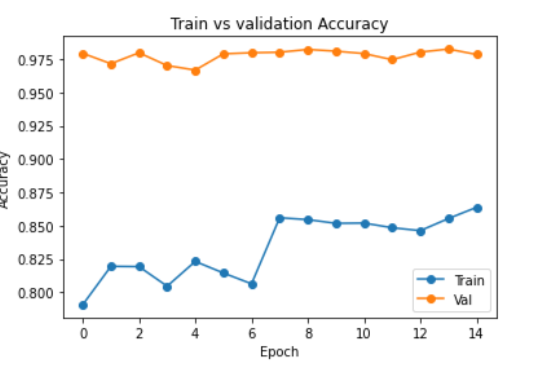 Train vs validation Accuracy
0.975
0.950
0.925
0.900
0.875
0.850
0.825
0.800
Accuracy
Train
Val
0 2 4 6 8 10 12 14
Epoch